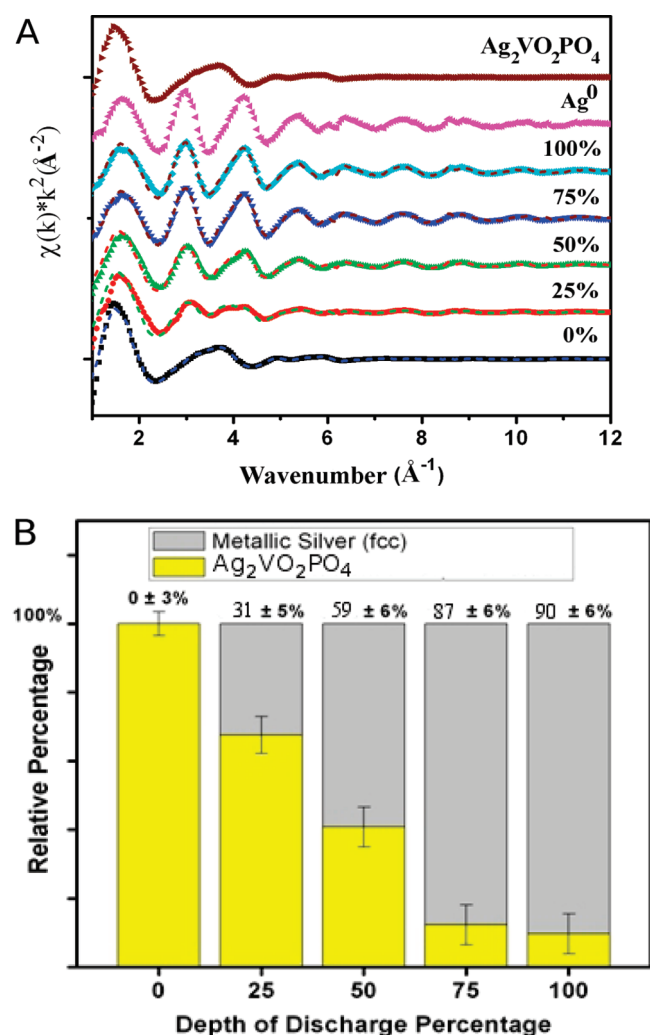 A
Ag₂VO₂PO₄
Ag⁰
100%
75%
50%
25%
0%
χ(k)*k²(Å⁻²)
2 4 6 8 10 12
Wavenumber (Å⁻¹)
B
Metallic Silver (fcc)
Ag₂VO₂PO₄
100%
0 ± 3% 31 ± 5% 59 ± 6% 87 ± 6% 90 ± 6%
Relative Percentage
0 25 50 75 100
Depth of Discharge Percentage